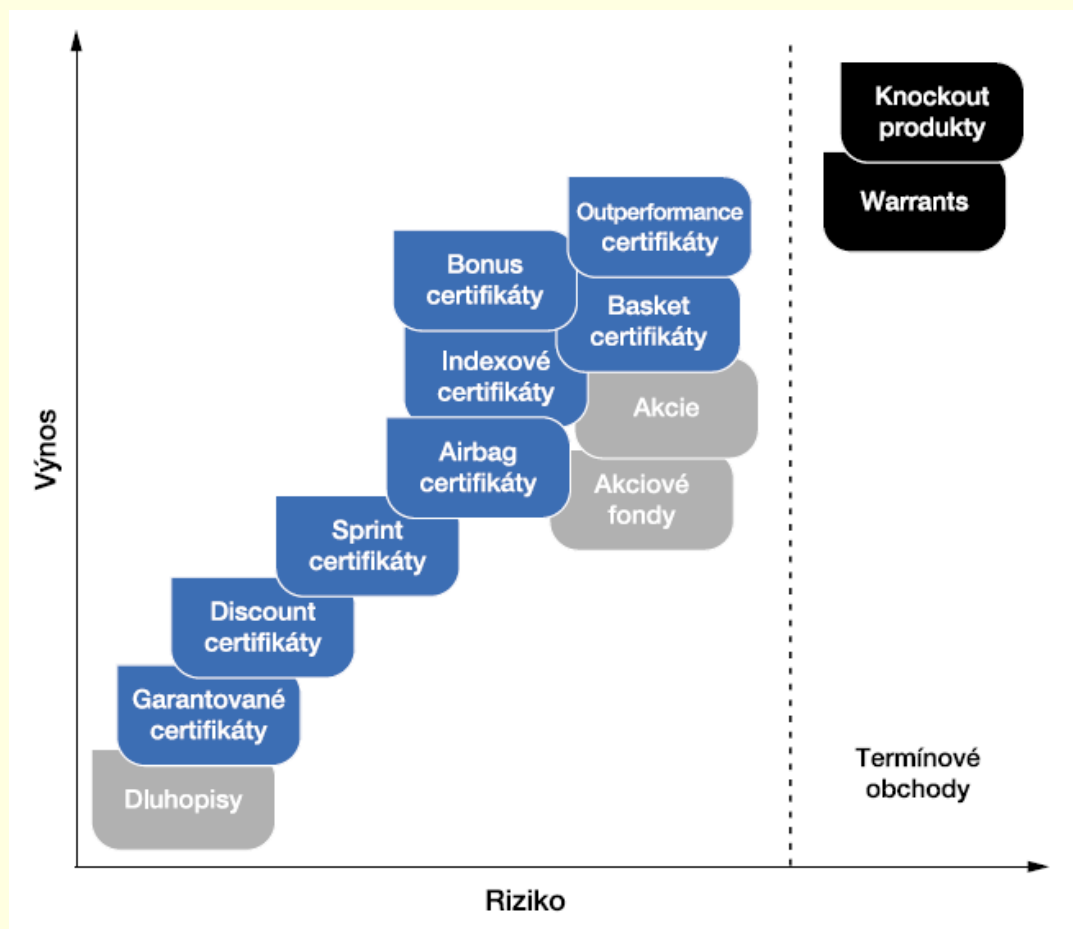 Výnos
Knockout
produkty
Warrants
Outperformance
certifikáty
Bonus
certifikáty
Basket
certifikáty
Indexové
certifikáty
Akcie
Airbag
certifikáty
Akciové
fondy
Sprint
certifikáty
Discount
certifikáty
Garantované
certifikáty
Dluhopisy
Termínové
obchody
Riziko